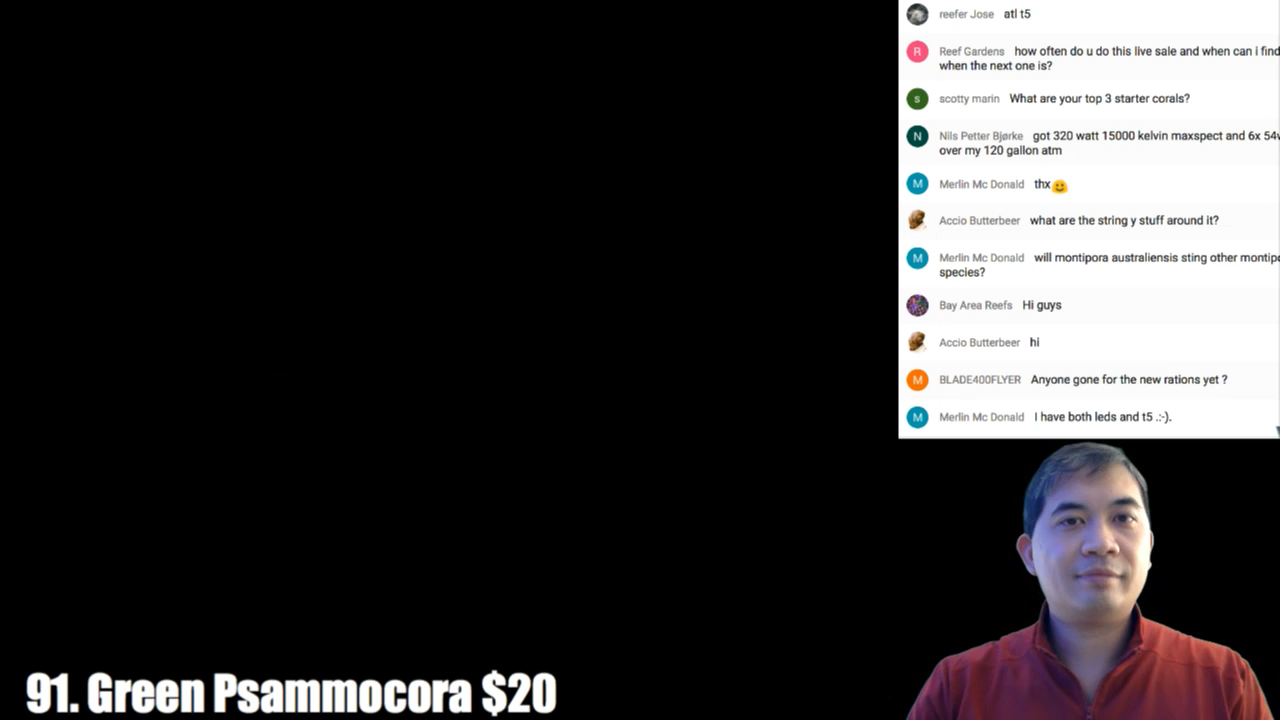 reefer Jose atl t5
Reef Gardens how often do u do this live sale and when can i find
when the next one is?
scotty marin What are your top 3 starter corals?
Nils Petter Bjørke got 320 watt 15000 kelvin maxspect and 6x 54
over my 120 gallon atm
Merlin Mc Donald thx
Accio Butterbeer what are the string y stuff around it?
Merlin Mc Donald will montipora australiensis sting other
species?
Bay Area Reefs Hi guys
Accio Butterbeer hi
BLADE400FLYER Anyone gone for the new rations yet ?
Merlin Mc Donald I have both leds and t5 .:-).
R
s
N
M
M
M
M
91. Green Psammocora $20